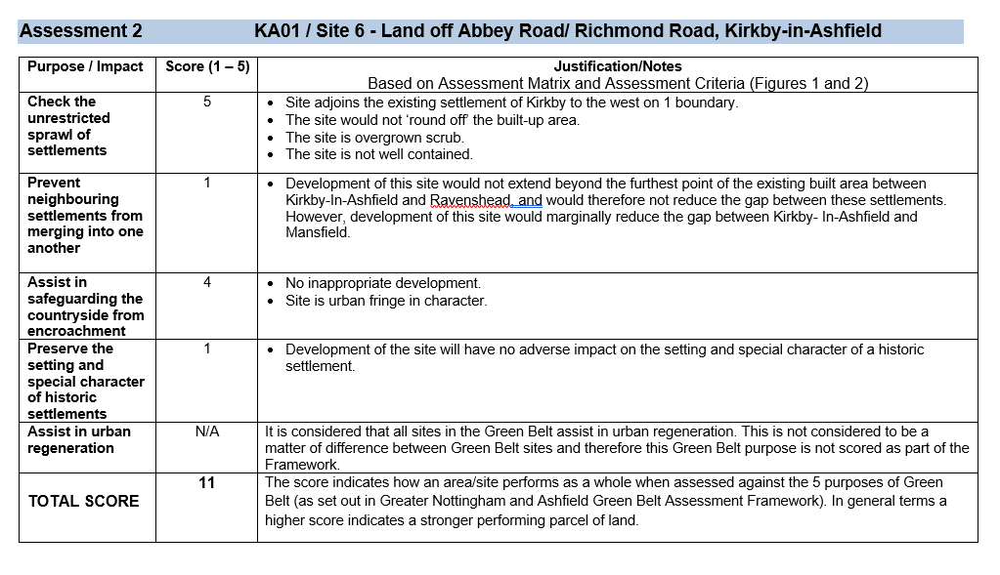 Assessment 2 KA01 / Site 6 - Land off Abbey Road/ Richmond Road, Kirkby-in-Ashfield
Purpose / Impact Score (1 – 5) Justification/Notes
Based on Assessment Matrix and Assessment Criteria (Figures 1 and 2)
Check the
unrestricted
sprawl of
settlements
5
• Site adjoins the existing settlement of Kirkby to the west on 1 boundary.
• The site would not ‘round off’ the built-up area.
• The site is overgrown scrub.
• The site is not well contained.
Prevent
neighbouring
settlements from
merging into one
another
1
• Development of this site would not extend beyond the furthest point of the existing built area between
Kirkby-In-Ashfield and Ravenshead, and would therefore not reduce the gap between these settlements.
However, development of this site would marginally reduce the gap between Kirkby- In-Ashfield and
Mansfield.
Assist in
safeguarding the
countryside from
encroachment
4
• No inappropriate development.
• Site is urban fringe in character.
Preserve the
setting and
special character
of historic
settlements
1
• Development of the site will have no adverse impact on the setting and special character of a historic
settlement.
Assist in urban
regeneration
N/A
It is considered that all sites in the Green Belt assist in urban regeneration. This is not considered to be a
matter of difference between Green Belt sites and therefore this Green Belt purpose is not scored as part of the
Framework.
TOTAL SCORE
11
The score indicates how an area/site performs as a whole when assessed against the 5 purposes of Green
Belt (as set out in Greater Nottingham and Ashfield Green Belt Assessment Framework). In general terms a
higher score indicates a stronger performing parcel of land.